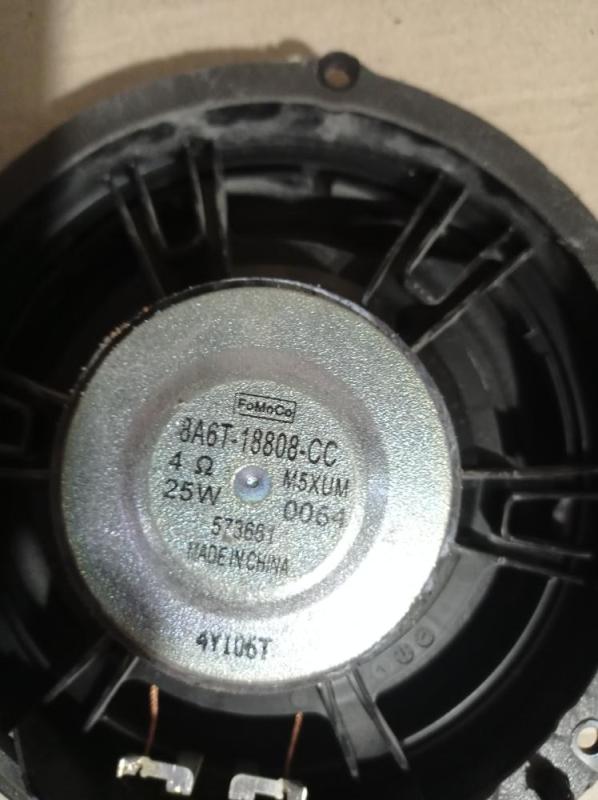 FoMoCo
8A6T-18808-CC
4 Ω M5XUM
25W 0064
573681
MADE IN CHINA
4Y106T